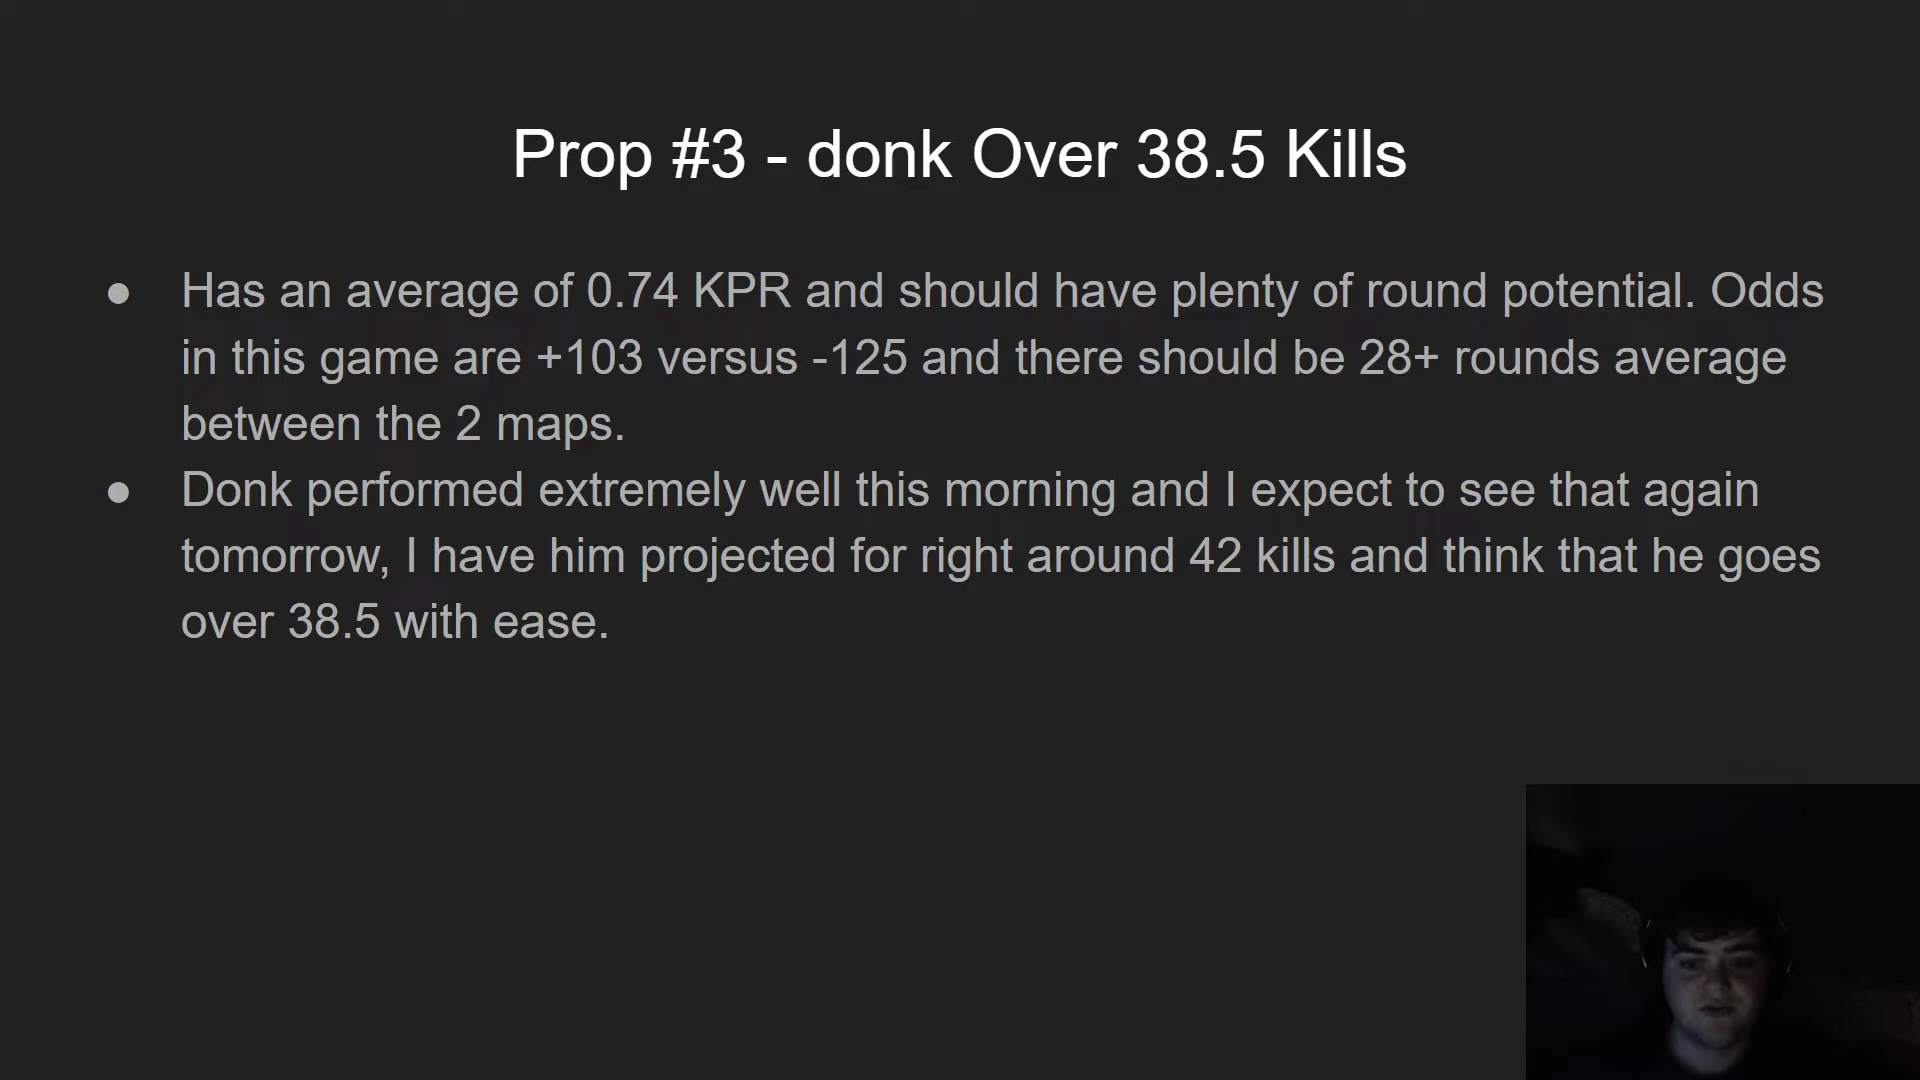 Prop #3 - donk Over 38.5 Kills
● Has an average of 0.74 KPR and should have plenty of round potential. Odds
in this game are +103 versus -125 and there should be 28+ rounds average
between the 2 maps.
● Donk performed extremely well this morning and I expect to see that again
tomorrow, I have him projected for right around 42 kills and think that he goes
over 38.5 with ease.